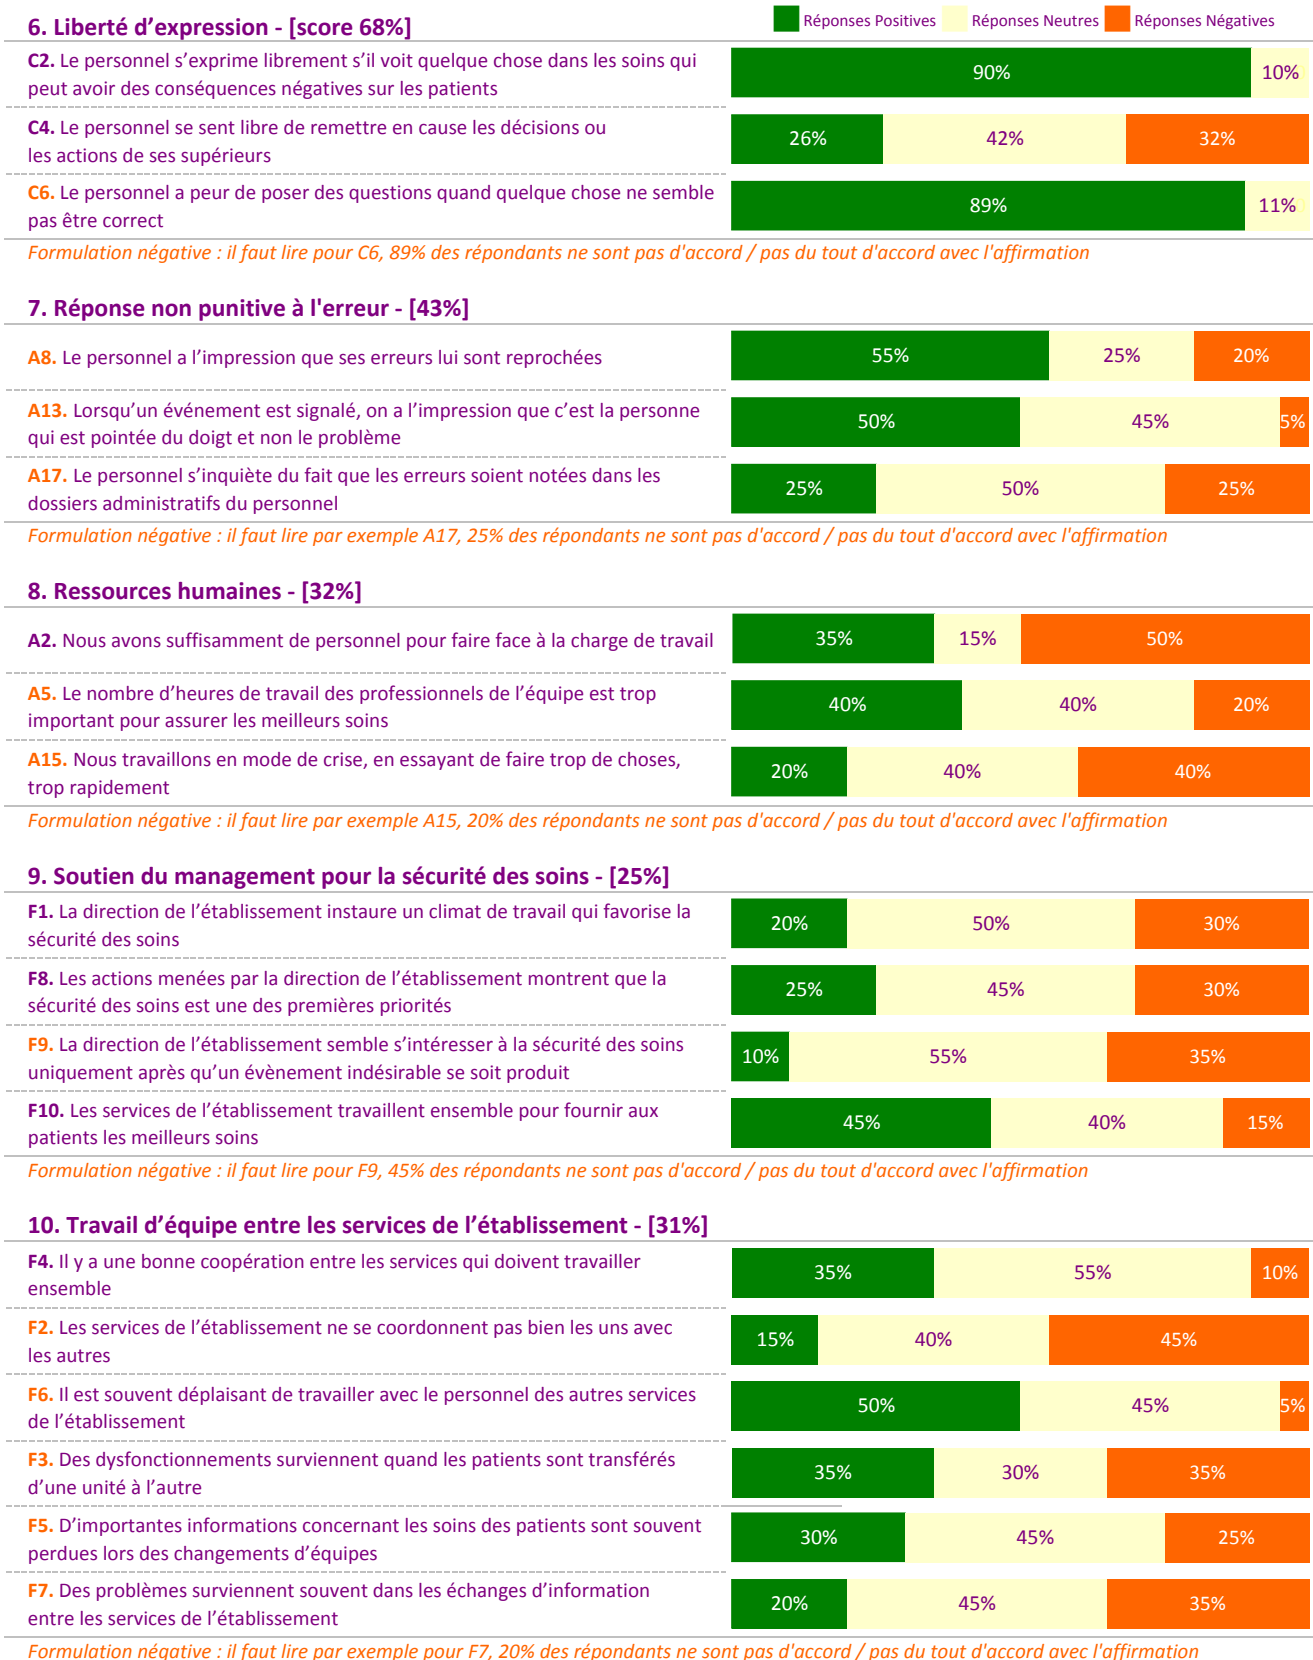 6. Liberté d’expression - [score 68%]
Réponses Positives Réponses Neutres Réponses Négatives
C2. Le personnel s’exprime librement s’il voit quelque chose dans les soins qui
peut avoir des conséquences négatives sur les patients
90% 10%
C4. Le personnel se sent libre de remettre en cause les décisions ou
les actions de ses supérieurs
26% 42% 32%
C6. Le personnel a peur de poser des questions quand quelque chose ne semble
pas être correct
89% 11%
Formulation négative : il faut lire pour C6, 89% des répondants ne sont pas d'accord / pas du tout d'accord avec l'affirmation
7. Réponse non punitive à l'erreur - [43%]
A8. Le personnel a l’impression que ses erreurs lui sont reprochées
55% 25% 20%
A13. Lorsqu’un événement est signalé, on a l’impression que c’est la personne
qui est pointée du doigt et non le problème
50% 45% 5%
A17. Le personnel s’inquiète du fait que les erreurs soient notées dans les
dossiers administratifs du personnel
25% 50% 25%
Formulation négative : il faut lire par exemple A17, 25% des répondants ne sont pas d'accord / pas du tout d'accord avec l'affirmation
8. Ressources humaines - [32%]
A2. Nous avons suffisamment de personnel pour faire face à la charge de travail
35% 15% 50%
A5. Le nombre d’heures de travail des professionnels de l’équipe est trop
important pour assurer les meilleurs soins
40% 40% 20%
A15. Nous travaillons en mode de crise, en essayant de faire trop de choses,
trop rapidement
20% 40% 40%
Formulation négative : il faut lire par exemple A15, 20% des répondants ne sont pas d'accord / pas du tout d'accord avec l'affirmation
9. Soutien du management pour la sécurité des soins - [25%]
F1. La direction de l’établissement instaure un climat de travail qui favorise la
sécurité des soins
20% 50% 30%
F8. Les actions menées par la direction de l’établissement montrent que la
sécurité des soins est une des premières priorités
25% 45% 30%
F9. La direction de l’établissement semble s’intéresser à la sécurité des soins
uniquement après qu’un évènement indésirable se soit produit
10% 55% 35%
F10. Les services de l’établissement travaillent ensemble pour fournir aux
patients les meilleurs soins
45% 40% 15%
Formulation négative : il faut lire pour F9, 45% des répondants ne sont pas d'accord / pas du tout d'accord avec l'affirmation
10. Travail d’équipe entre les services de l’établissement - [31%]
F4. Il y a une bonne coopération entre les services qui doivent travailler
ensemble
35% 55% 10%
F2. Les services de l’établissement ne se coordonnent pas bien les uns avec
les autres
15% 40% 45%
F6. Il est souvent déplaisant de travailler avec le personnel des autres services
de l’établissement
50% 45% 5%
F3. Des dysfonctionnements surviennent quand les patients sont transférés
d’une unité à l’autre
35% 30% 35%
F5. D’importantes informations concernant les soins des patients sont souvent
perdues lors des changements d’équipes
30% 45% 25%
F7. Des problèmes surviennent souvent dans les échanges d’information
entre les services de l’établissement
20% 45% 35%
Formulation négative : il faut lire par exemple pour F7, 20% des répondants ne sont pas d'accord / pas du tout d'accord avec l'affirmation